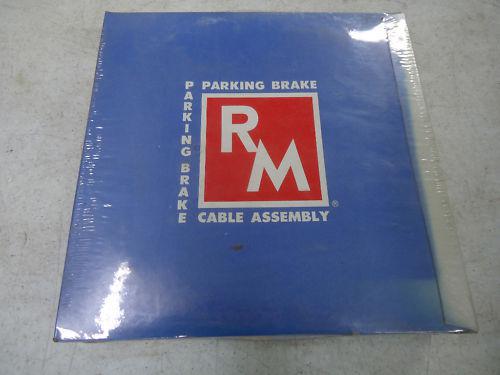 PARKING BRAKE
PARKING BRAKE
RM
®
CABLE ASSEMBLY